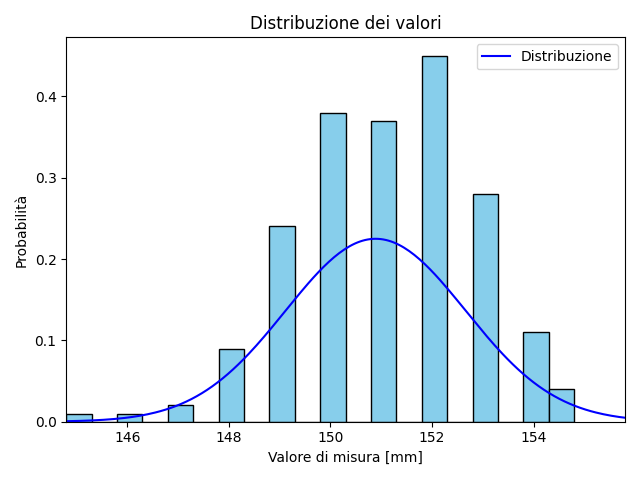 Distribuzione dei valori
Distribuzione
Probabilità
0.4
0.3
0.2
0.1
0.0
146 148 150 152 154
Valore di misura [mm]